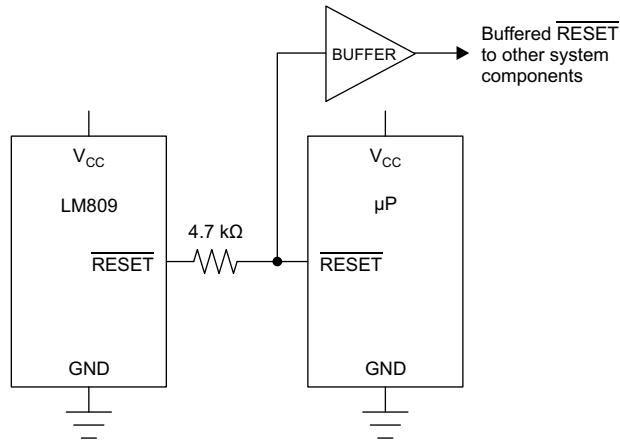 BUFFER
Buffered RESET
to other system
components
VCC
LM809
RESET
GND
4.7 kΩ
VCC
μP
RESET
GND